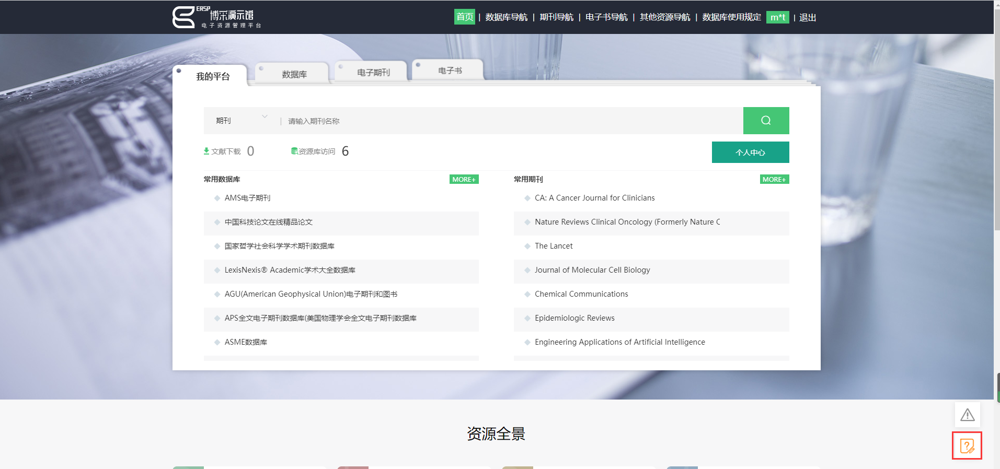 ERSP 博采演示馆
电子资源管理平台
首页 | 数据库导航 | 期刊导航 | 电子书导航 | 其他资源导航 | 数据库使用规定 m*t | 退出
我的平台
数据库
电子期刊
电子书
期刊 | 请输入期刊名称
文献下载 0 资源库访问 6
个人中心
常用数据库 MORE+
AMS电子期刊
中国科技论文在线精品论文
国家哲学社会科学学术期刊数据库
LexisNexis® Academic学术大全数据库
AGU(American Geophysical Union)电子期刊和图书
APS全文电子期刊数据库(美国物理学会全文电子期刊数据库
ASME数据库
常用期刊 MORE+
CA: A Cancer Journal for Clinicians
Nature Reviews Clinical Oncology (Formerly Nature C
The Lancet
Journal of Molecular Cell Biology
Chemical Communications
Epidemiologic Reviews
Engineering Applications of Artificial Intelligence
资源全景